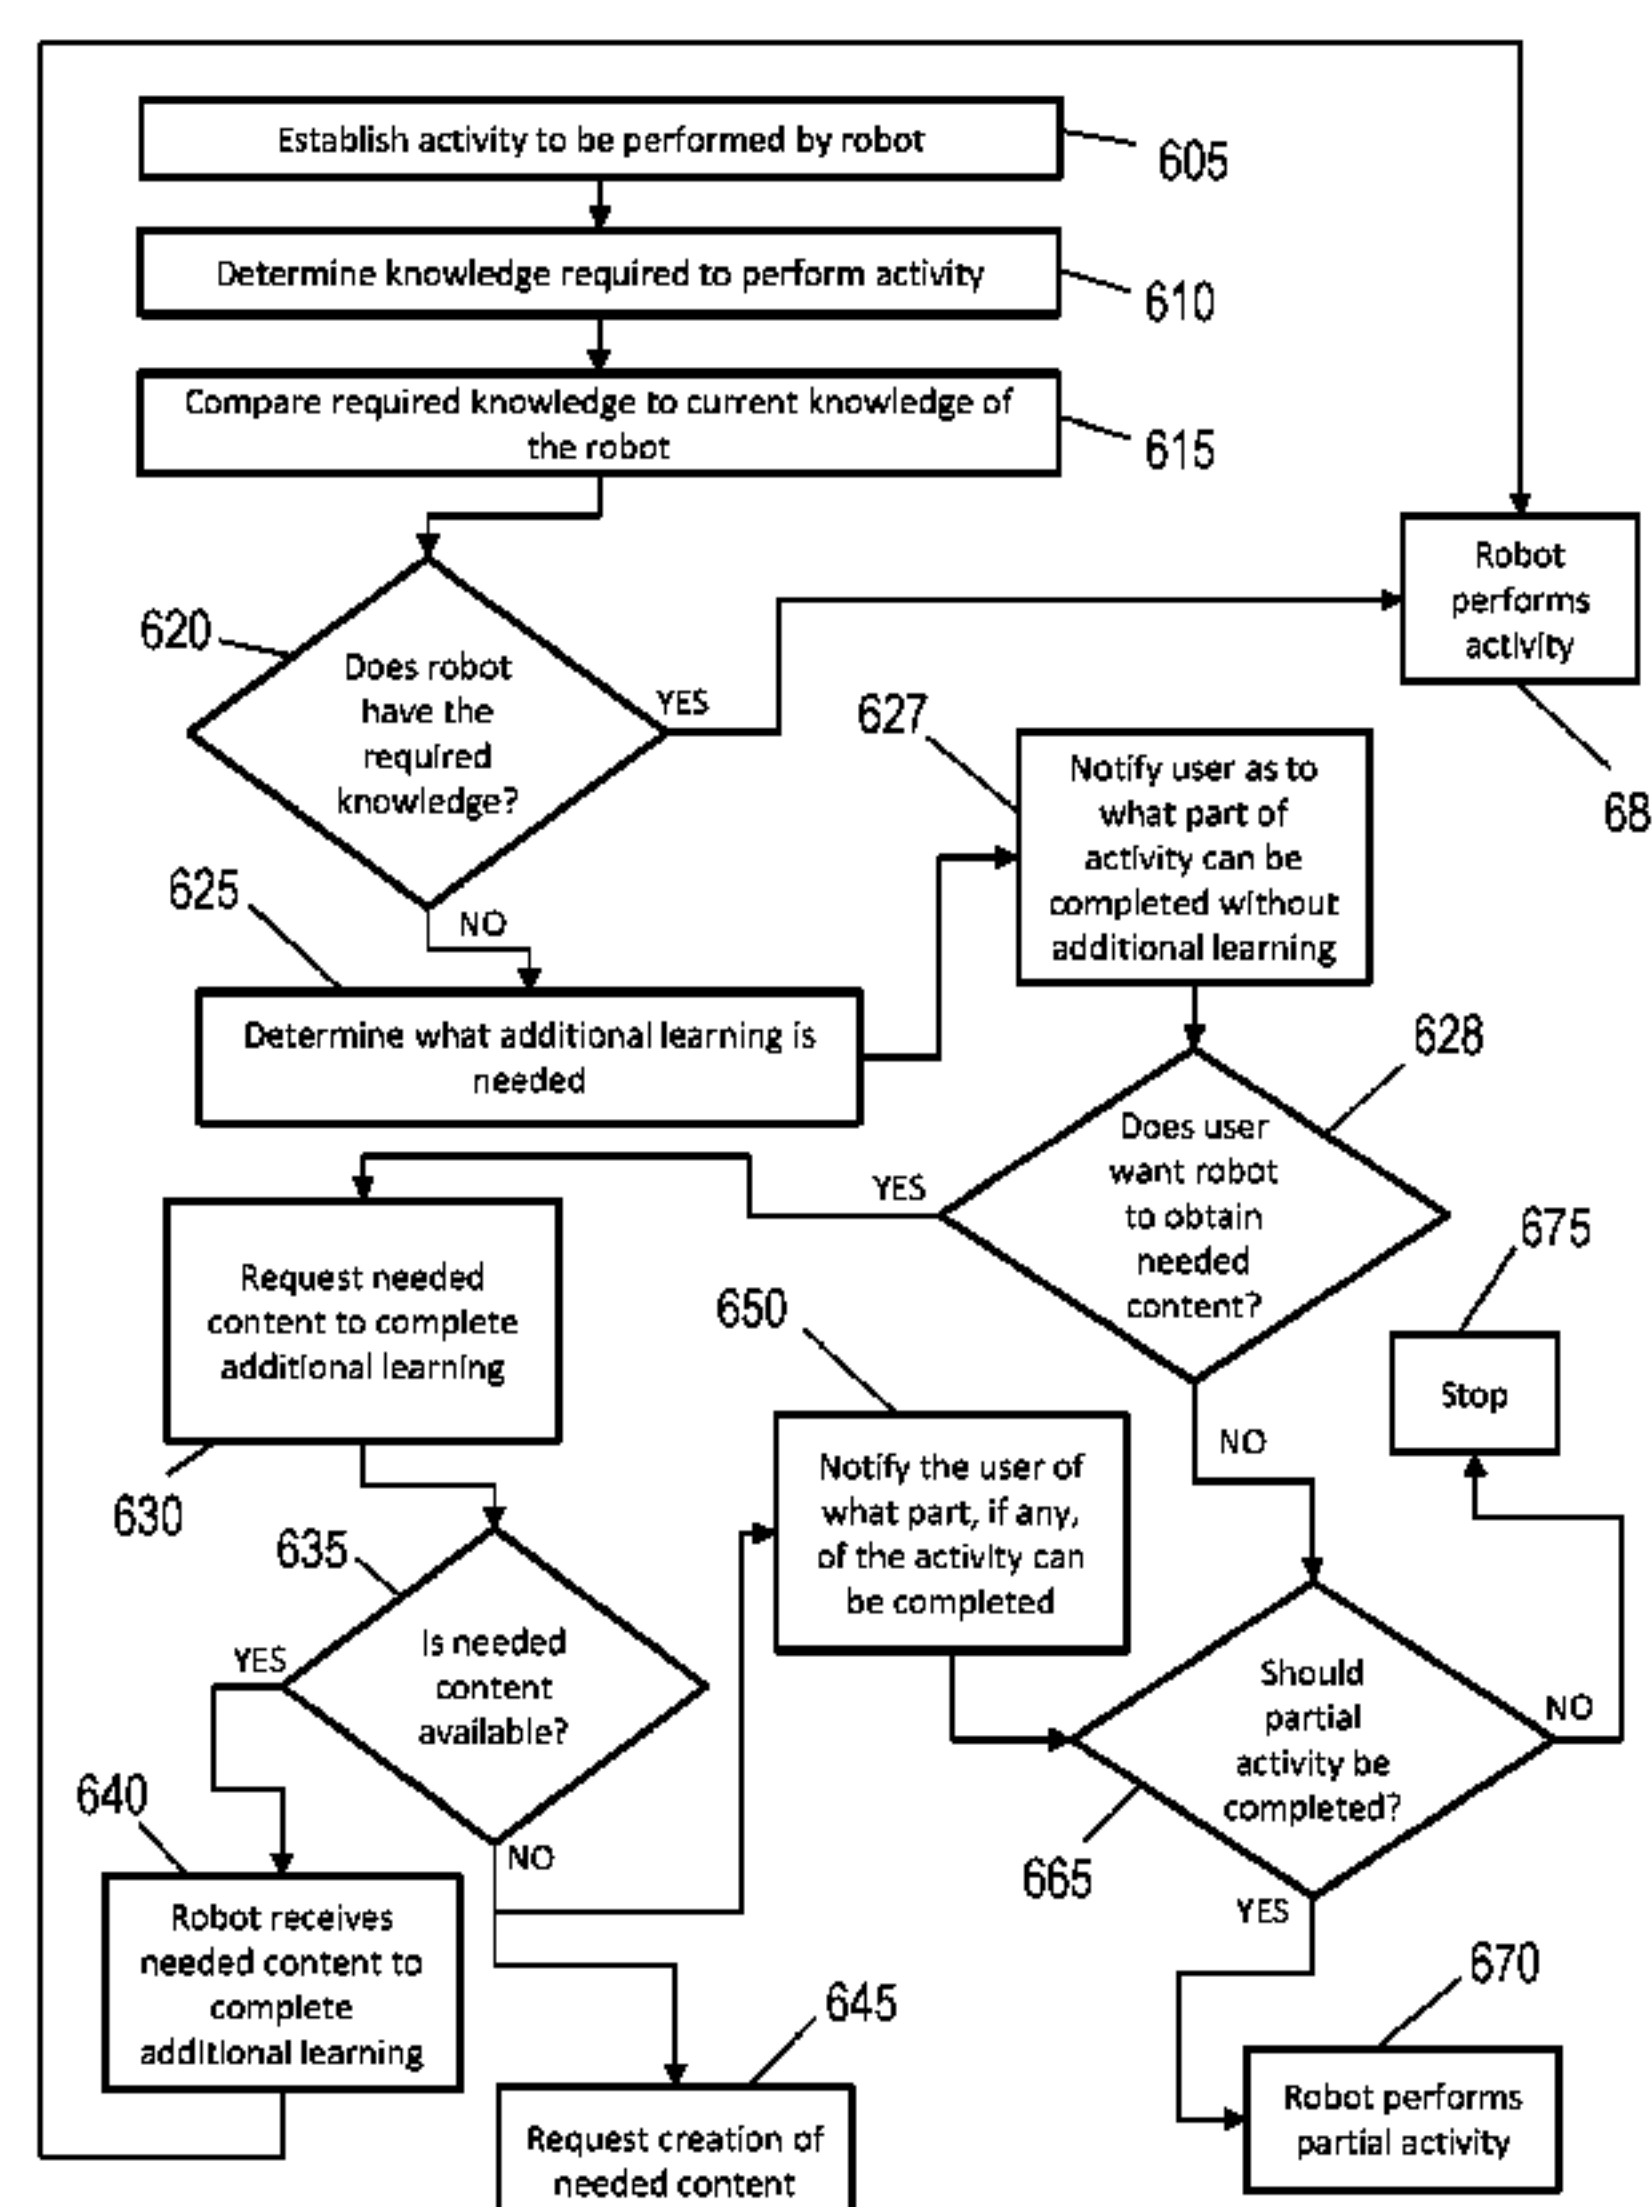 Establish activity to be performed by robot
605
Determine knowledge required to perform activity
610
Compare required knowledge to current knowledge of
the robot
615
Robot
performs
activity
68
620
Does robot
have the
required
knowledge?
YES
NO
627
Notify user as to
what part of
activity can be
completed without
additional learning
625
Determine what additional learning is
needed
628
Does user
want robot
to obtain
needed
content?
YES
NO
675
Stop
Request needed
content to complete
additional learning
630
650
Notify the user of
what part, if any,
of the activity can
be completed
635
Is needed
content
available?
YES
NO
Should
partial
activity be
completed?
NO
YES
665
640
Robot receives
needed content to
complete
additional learning
645
Request creation of
needed content
670
Robot performs
partial activity